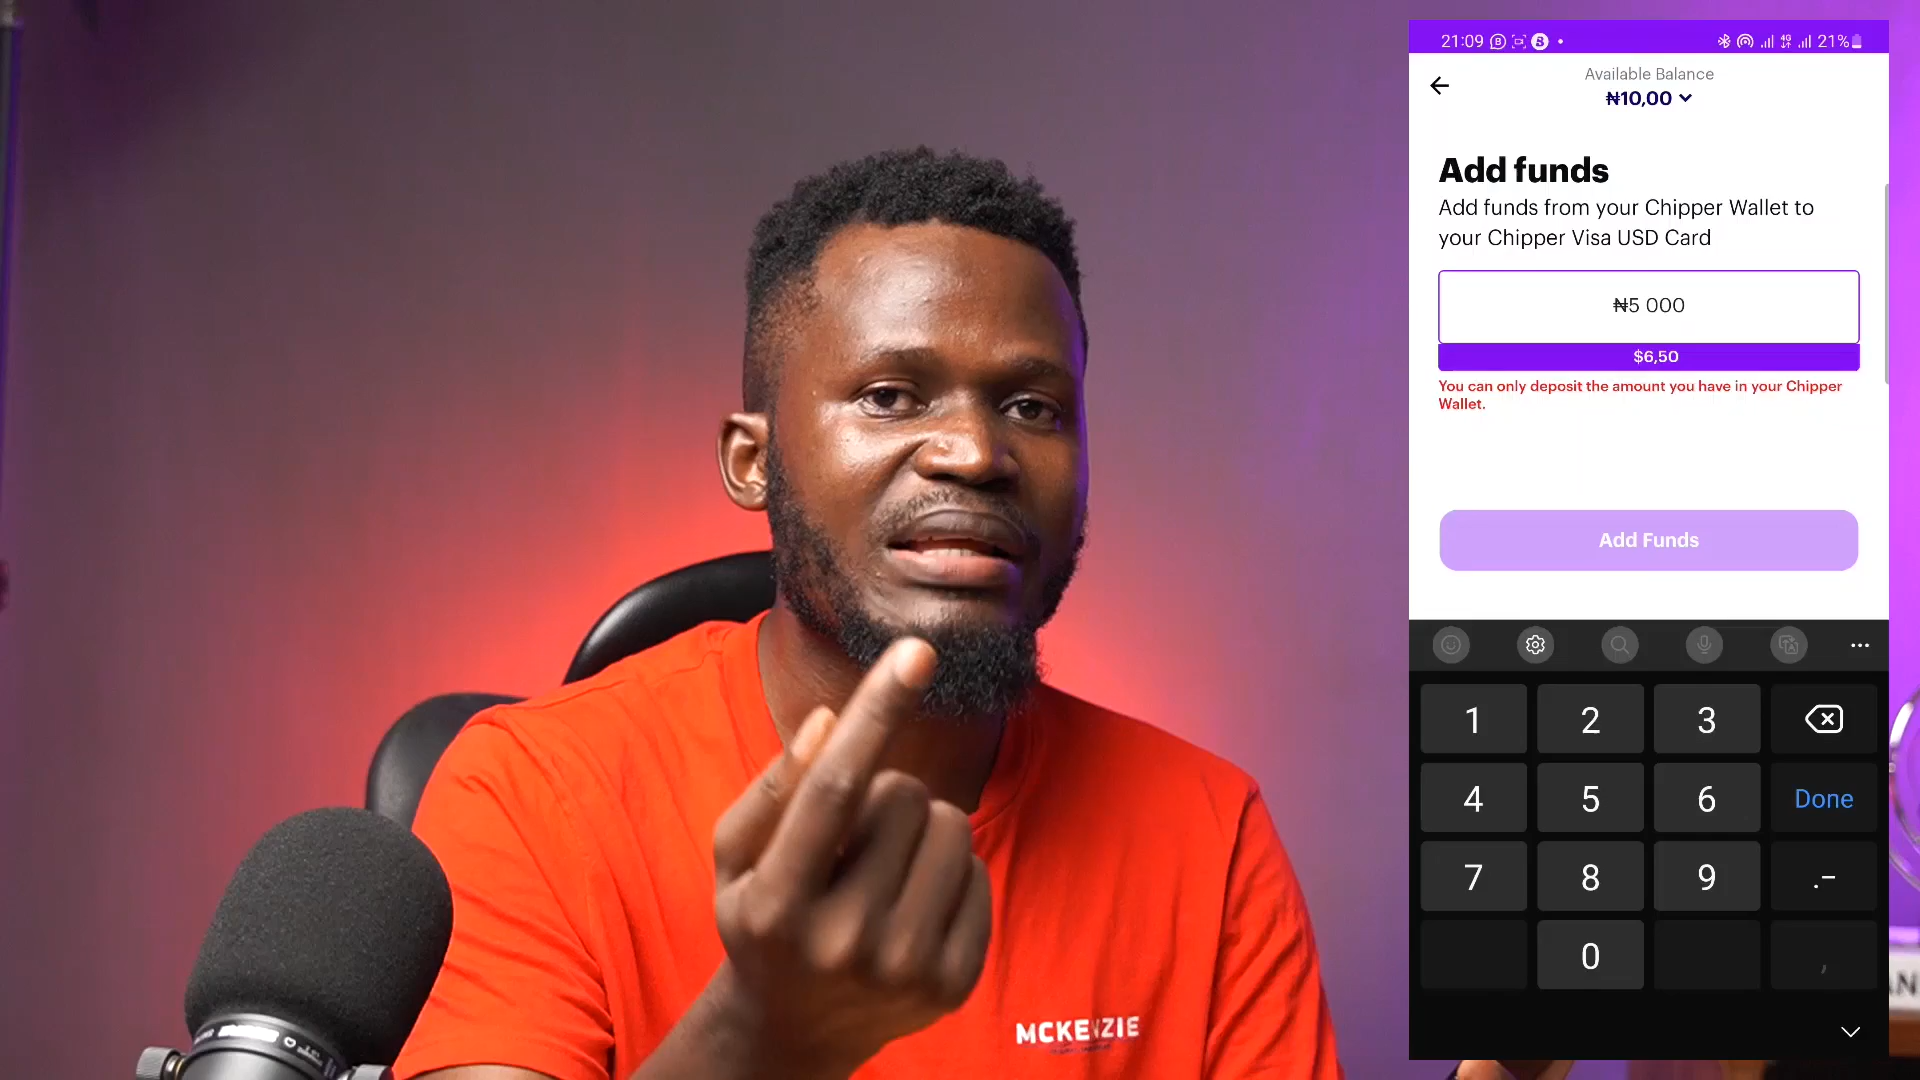 21:09
21%
Available Balance
₦10,00
Add funds
Add funds from your Chipper Wallet to
your Chipper Visa USD Card
₦5 000
$6,50
You can only deposit the amount you have in your Chipper
Wallet.
Add Funds
1 2 3
4 5 6 Done
7 8 9 .-
0 ,
MCKENZIE
AN